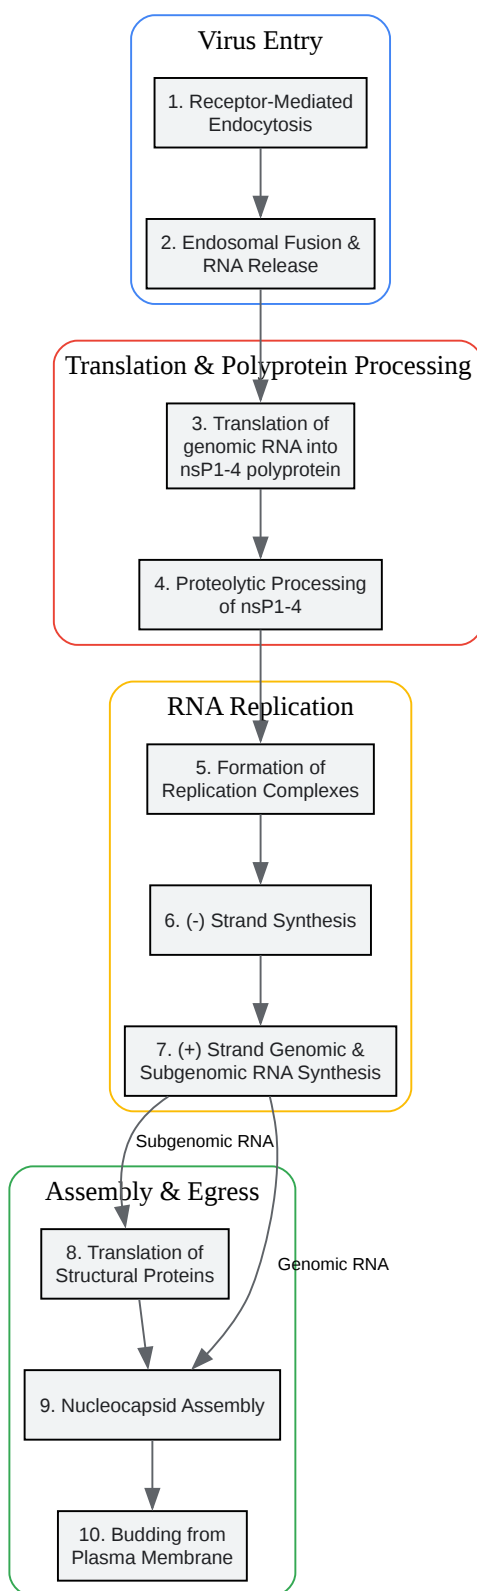 Virus Entry
1. Receptor-Mediated
Endocytosis
2. Endosomal Fusion &
RNA Release
Translation & Polyprotein Processing
3. Translation of
genomic RNA into
nsP1-4 polyprotein
4. Proteolytic Processing
of nsP1-4
RNA Replication
5. Formation of
Replication Complexes
6. (-) Strand Synthesis
7. (+) Strand Genomic &
Subgenomic RNA Synthesis
Subgenomic RNA
Assembly & Egress
8. Translation of
Structural Proteins
Genomic RNA
9. Nucleocapsid Assembly
10. Budding from
Plasma Membrane